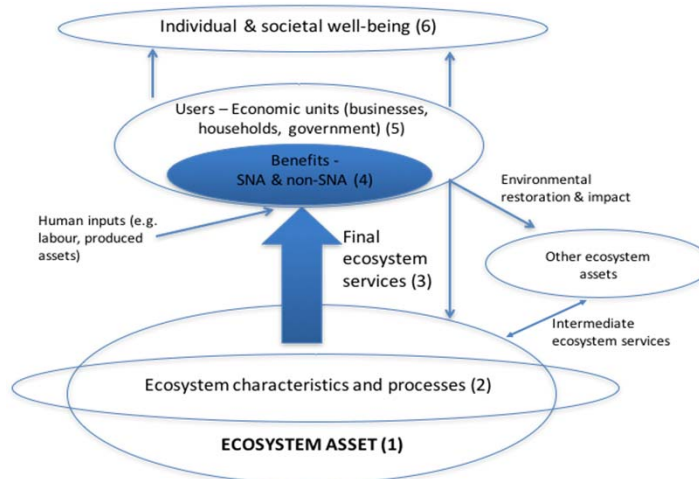 Individual & societal well-being (6)
Users – Economic units (businesses,
households, government) (5)
Benefits -
SNA & non-SNA (4)
Environmental
restoration & impact
Human inputs (e.g.
labour, produced
assets)
Final
ecosystem
services (3)
Other ecosystem
assets
Intermediate
ecosystem services
Ecosystem characteristics and processes (2)
ECOSYSTEM ASSET (1)